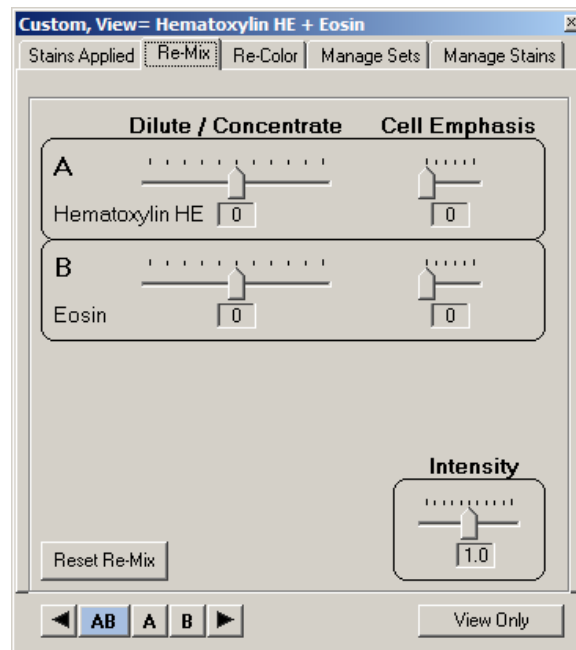 Custom, View= Hematoxylin HE + Eosin
Stains Applied Re-Mix Re-Color Manage Sets Manage Stains
Dilute / Concentrate Cell Emphasis
A
Hematoxylin HE 0 0
B
Eosin 0 0
Intensity
1.0
Reset Re-Mix
AB A B View Only